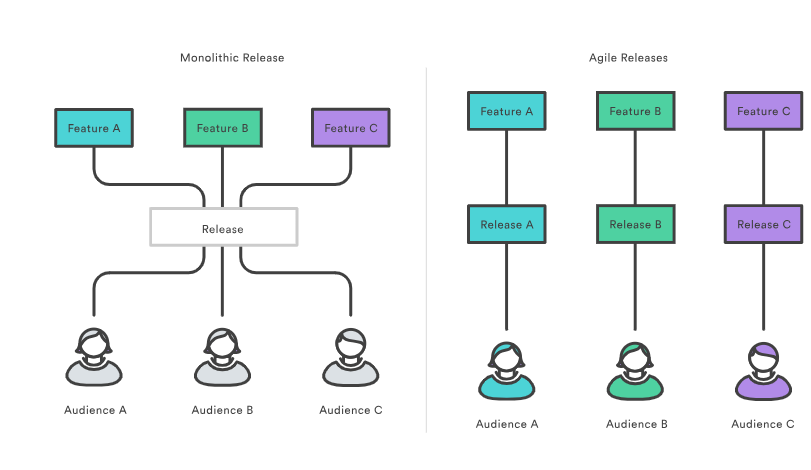 Monolithic Release
Feature A
Feature B
Feature C
Release
Audience A
Audience B
Audience C
Agile Releases
Feature A
Feature B
Feature C
Release A
Release B
Release C
Audience A
Audience B
Audience C